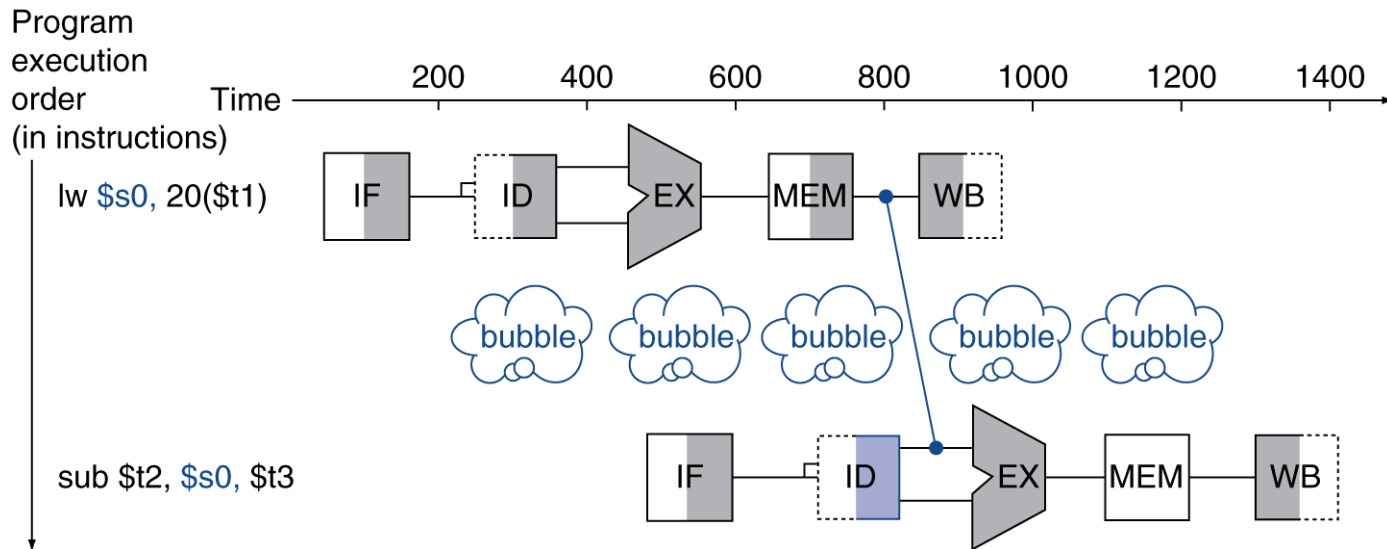 Program
execution
order
(in instructions)
Time
200 400 600 800 1000 1200 1400
lw $s0, 20($t1)
IF ID EX MEM WB
bubble bubble bubble bubble bubble
sub $t2, $s0, $t3
IF ID EX MEM WB